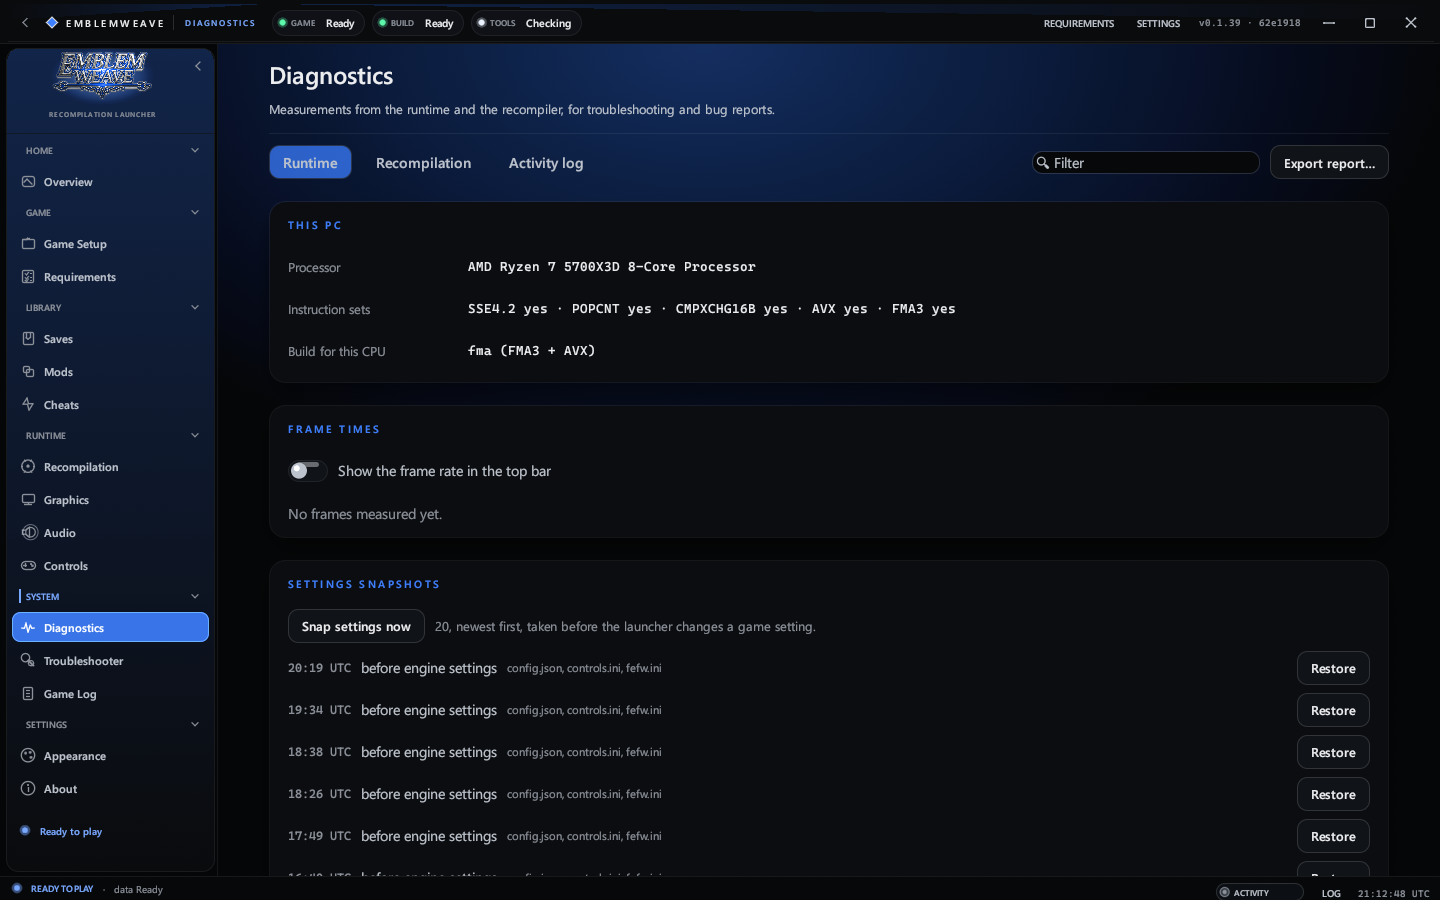 EMBLEMWEAVE DIAGNOSTICS GAME Ready BUILD Ready TOOLS Checking REQUIREMENTS SETTINGS v0.1.39 · 62e1918
EMBLEM
WEAVE
RECOMPILATION LAUNCHER
HOME
Overview
GAME
Game Setup
Requirements
LIBRARY
Saves
Mods
Cheats
RUNTIME
Recompilation
Graphics
Audio
Controls
SYSTEM
Diagnostics
Troubleshooter
Game Log
SETTINGS
Appearance
About
Ready to play
Diagnostics
Measurements from the runtime and the recompiler, for troubleshooting and bug reports.
Runtime Recompilation Activity log Filter Export report...
THIS PC
Processor AMD Ryzen 7 5700X3D 8-Core Processor
Instruction sets SSE4.2 yes · POPCNT yes · CMPXCHG16B yes · AVX yes · FMA3 yes
Build for this CPU fma (FMA3 + AVX)
FRAME TIMES
Show the frame rate in the top bar
No frames measured yet.
SETTINGS SNAPSHOTS
Snap settings now 20, newest first, taken before the launcher changes a game setting.
20:19 UTC before engine settings config.json, controls.ini, fefw.ini Restore
19:34 UTC before engine settings config.json, controls.ini, fefw.ini Restore
18:38 UTC before engine settings config.json, controls.ini, fefw.ini Restore
18:26 UTC before engine settings config.json, controls.ini, fefw.ini Restore
17:49 UTC before engine settings config.json, controls.ini, fefw.ini Restore
READY TO PLAY · data Ready ACTIVITY LOG 21:12:48 UTC